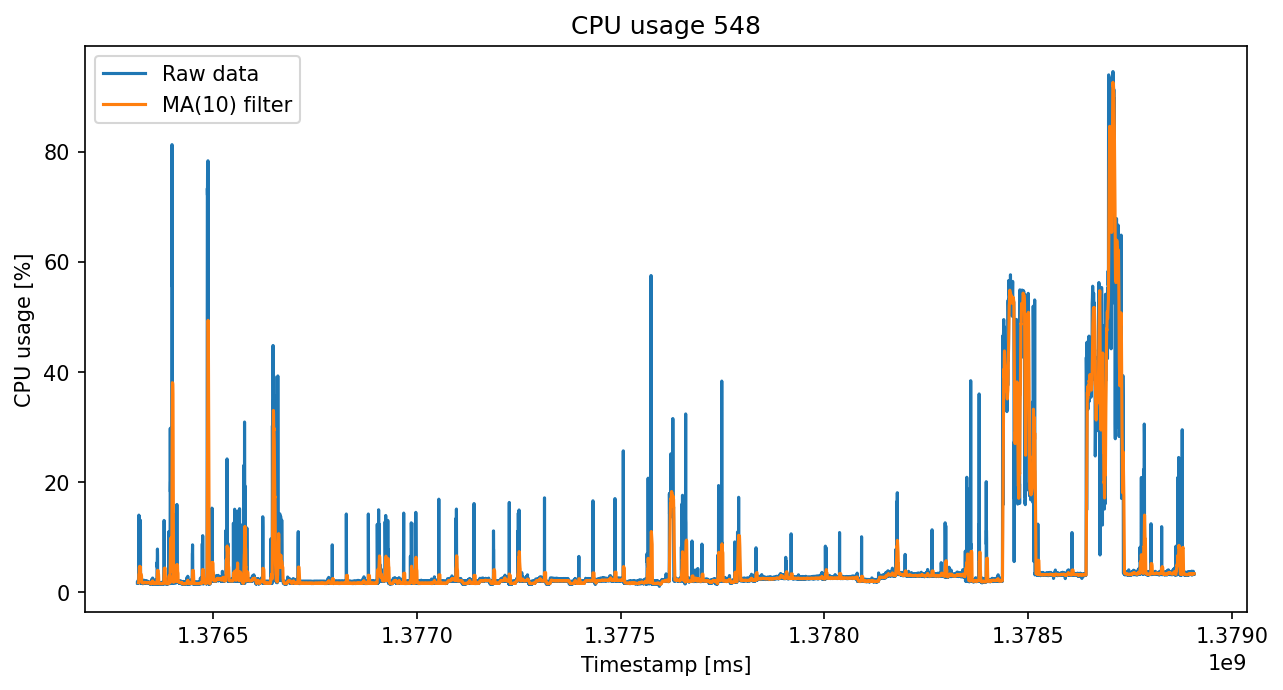 CPU usage 548
Raw data
MA(10) filter
CPU usage [%]
80
60
40
20
0
1.3765 1.3770 1.3775 1.3780 1.3785 1.3790
1e9
Timestamp [ms]